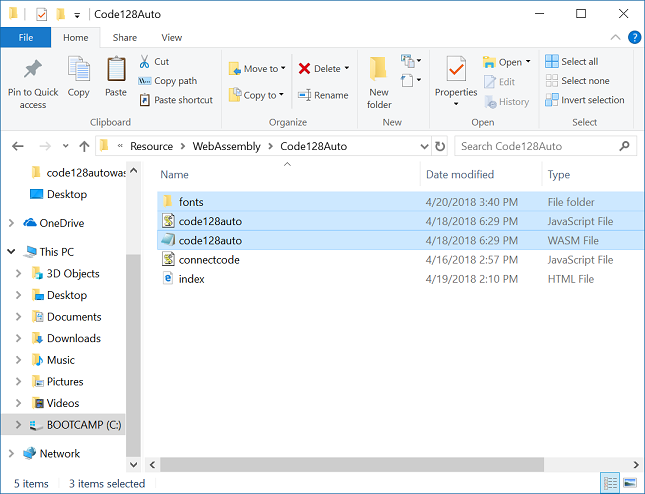 Code128Auto
File Home Share View
Pin to Quick access
Copy
Paste
Cut
Copy path
Paste shortcut
Clipboard
Move to
Copy to
Delete
Rename
Organize
New folder
New
Properties
Open
Edit
History
Open
Select all
Select none
Invert selection
Select
« Resource > WebAssembly > Code128Auto
Search Code128Auto
code128autowas
Desktop
OneDrive
This PC
3D Objects
Desktop
Documents
Downloads
Music
Pictures
Videos
BOOTCAMP (C:)
Network
Name Date modified Type
fonts 4/20/2018 3:40 PM File folder
code128auto 4/18/2018 6:29 PM JavaScript File
code128auto 4/18/2018 6:29 PM WASM File
connectcode 4/16/2018 2:57 PM JavaScript File
index 4/19/2018 2:10 PM HTML File
5 items 3 items selected